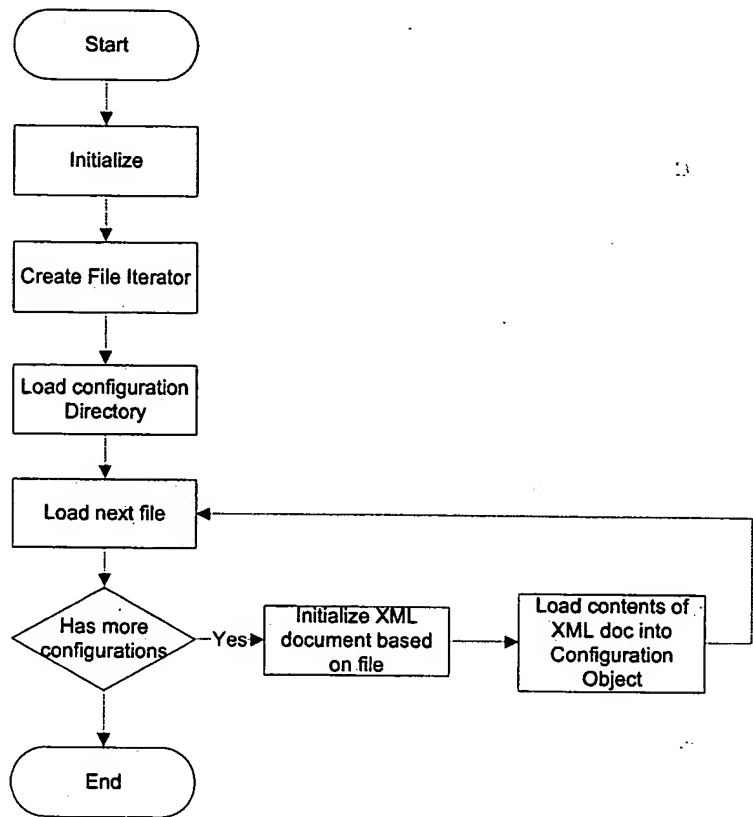 Start
Initialize
Create File Iterator
Load configuration
Directory
Load next file
Has more
configurations
Yes
Initialize XML
document based
on file
Load contents of
XML doc into
Configuration
Object
End